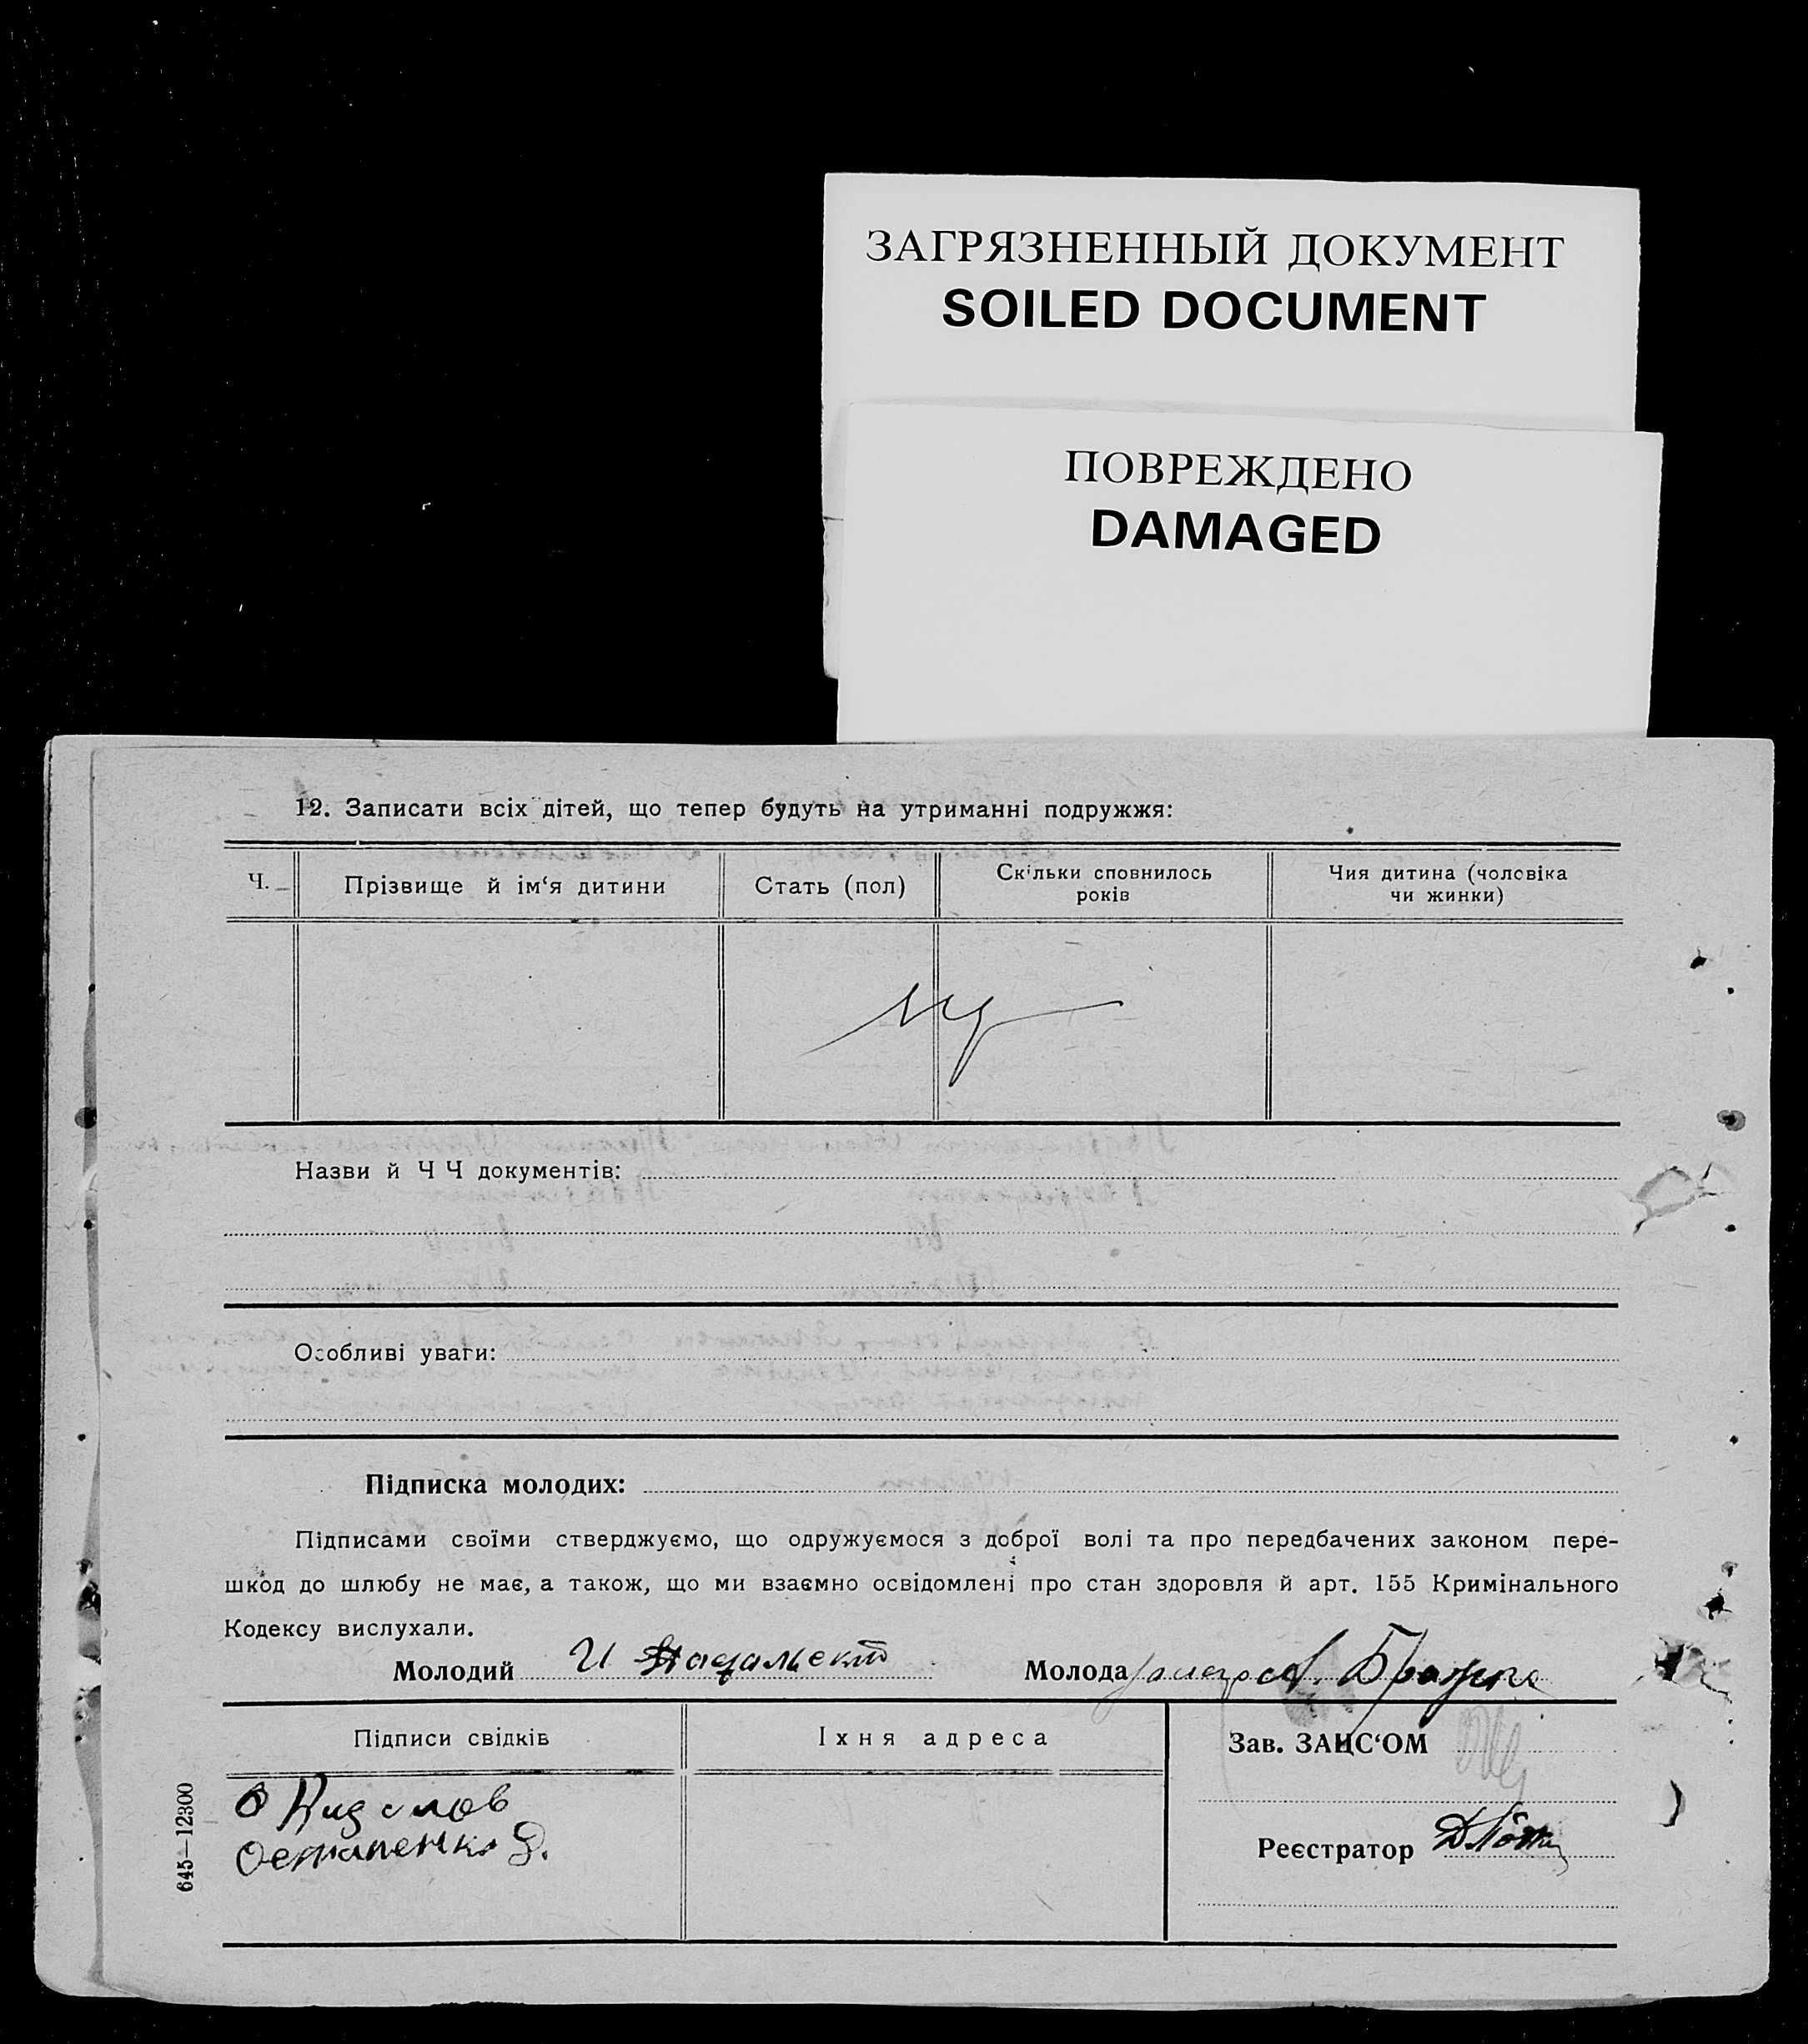 ЗАГРЯЗНЕННЫЙ ДОКУМЕНТ
SOILED DOCUMENT
ПОВРЕЖДЕНО
DAMAGED
12. Записати всіх дітей, що тепер будуть на утриманні подружжя:
Ч. Прізвище й ім‘я дитини Стать (пол) Скільки сповнилось років Чия дитина (чоловіка чи жинки)
Назви й Ч Ч документів:
Особливі уваги:
Підписка молодих:
Підписами своїми стверджуємо, що одружуємося з доброї волі та про передбачених законом пере-
шкод до шлюбу не має, а також, що ми взаємно освідомлені про стан здоровля й арт. 155 Кримінального
Кодексу вислухали.
Молодий И Молода
Підписи свідків Їхня адреса Зав. ЗАЦС‘ОМ
Остапенко
Реєстратор
645—12300